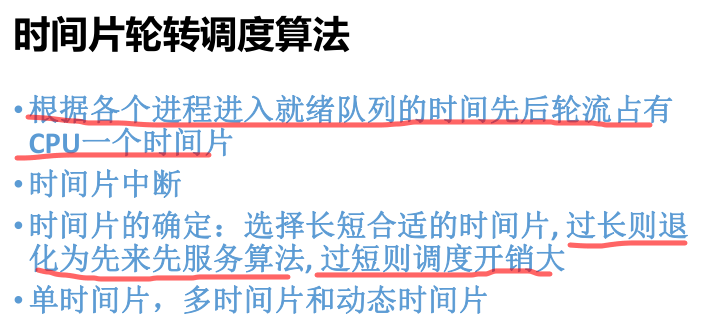 时间片轮转调度算法
•根据各个进程进入就绪队列的时间先后轮流占有
CPU一个时间片
•时间片中断
•时间片的确定：选择长短合适的时间片, 过长则退
化为先来先服务算法, 过短则调度开销大
•单时间片，多时间片和动态时间片